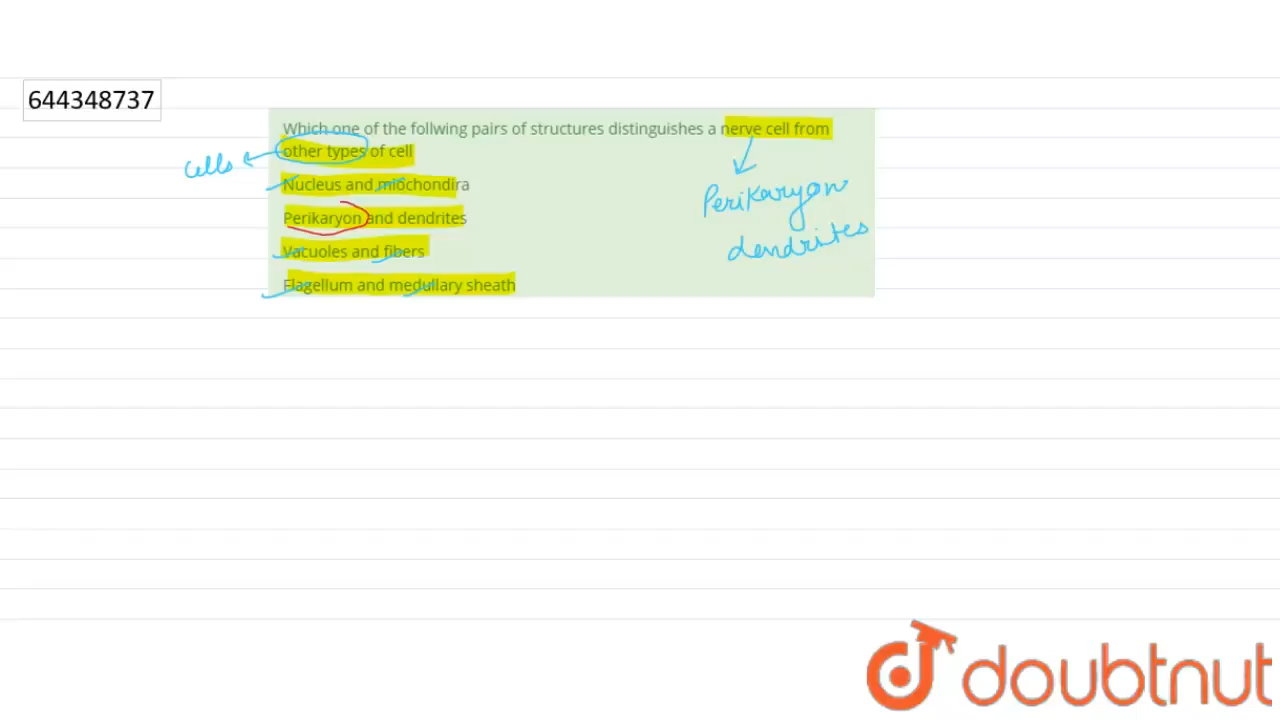 644348737
Which one of the follwing pairs of structures distinguishes a nerve cell from
other types of cell
cells
Nucleus and miochondira
Perikaryon and dendrites
Vacuoles and fibers
Flagellum and medullary sheath
Perikaryon
dendrites
doubtnut